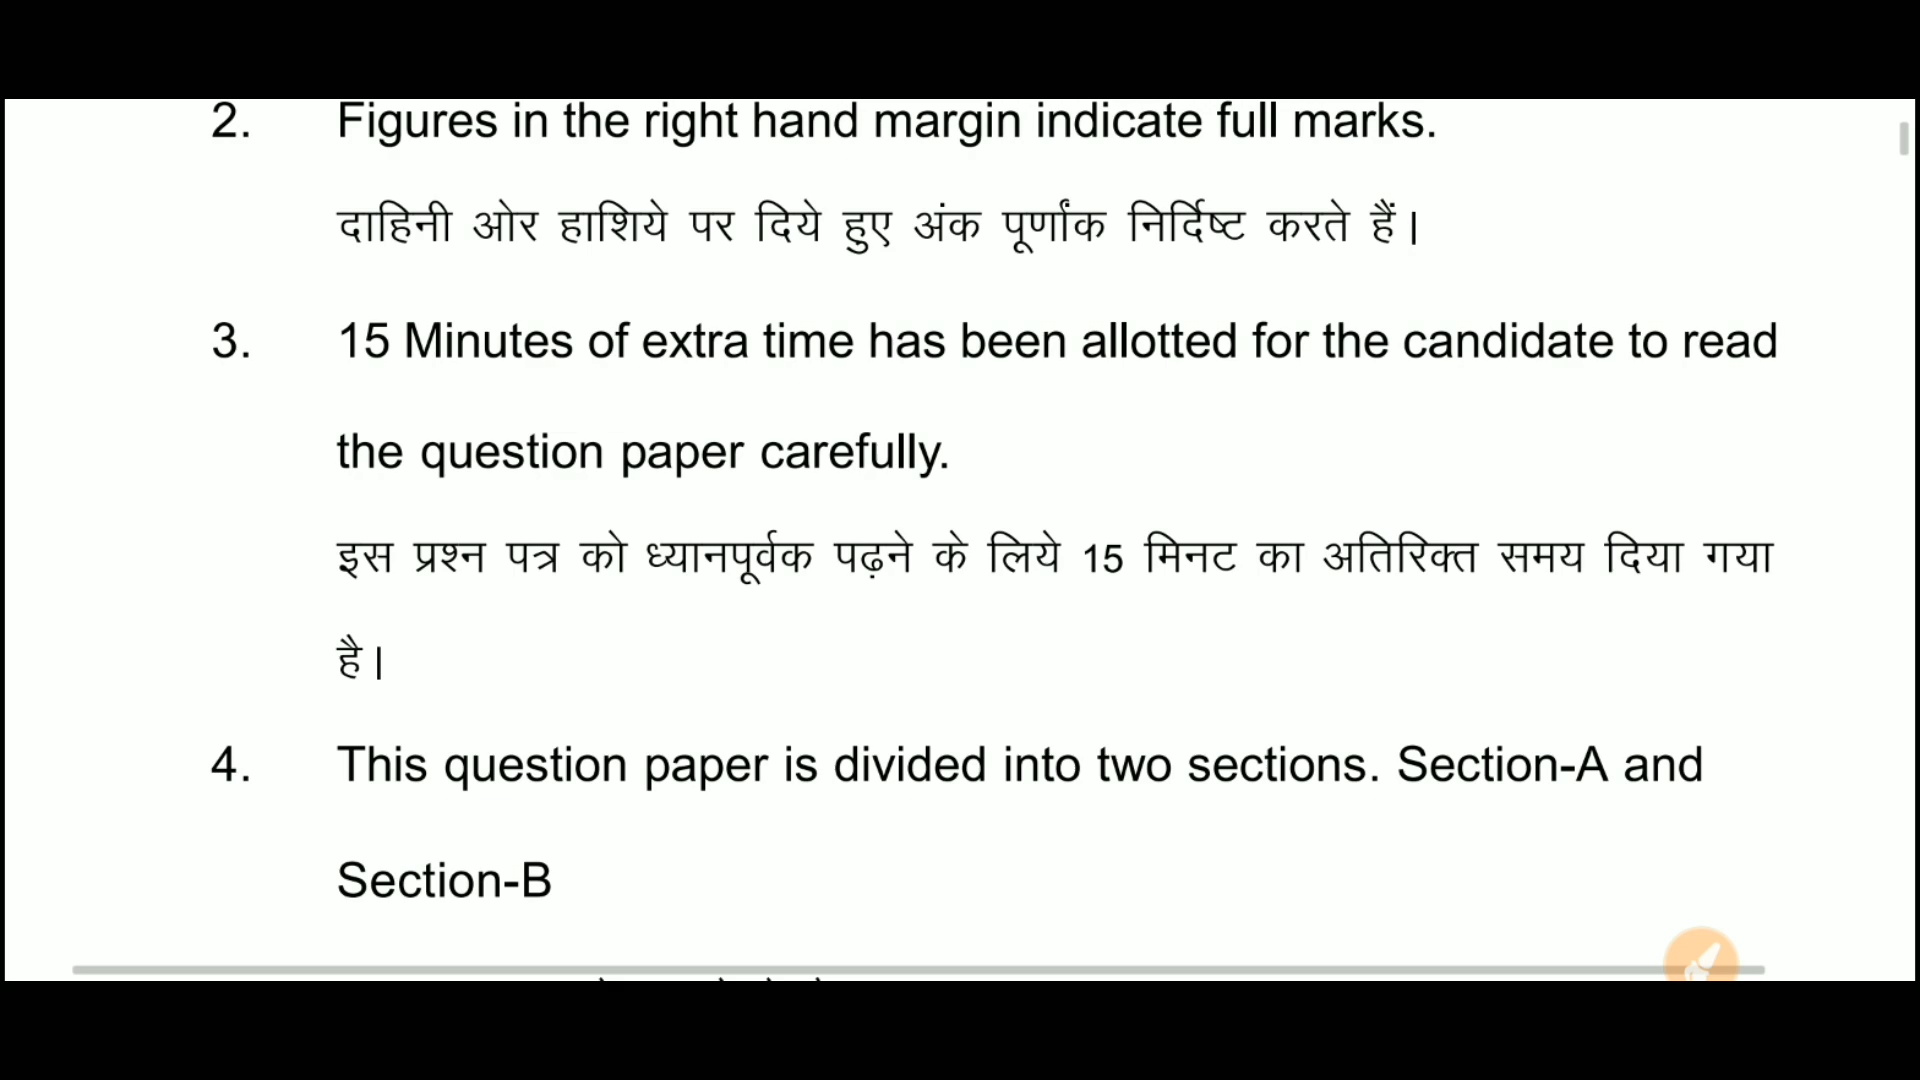 2. Figures in the right hand margin indicate full marks.
दाहिनी ओर हाशिये पर दिये हुए अंक पूर्णांक निर्दिष्ट करते हैं।
3. 15 Minutes of extra time has been allotted for the candidate to read
the question paper carefully.
इस प्रश्न पत्र को ध्यानपूर्वक पढ़ने के लिये 15 मिनट का अतिरिक्त समय दिया गया
है।
4. This question paper is divided into two sections. Section-A and
Section-B